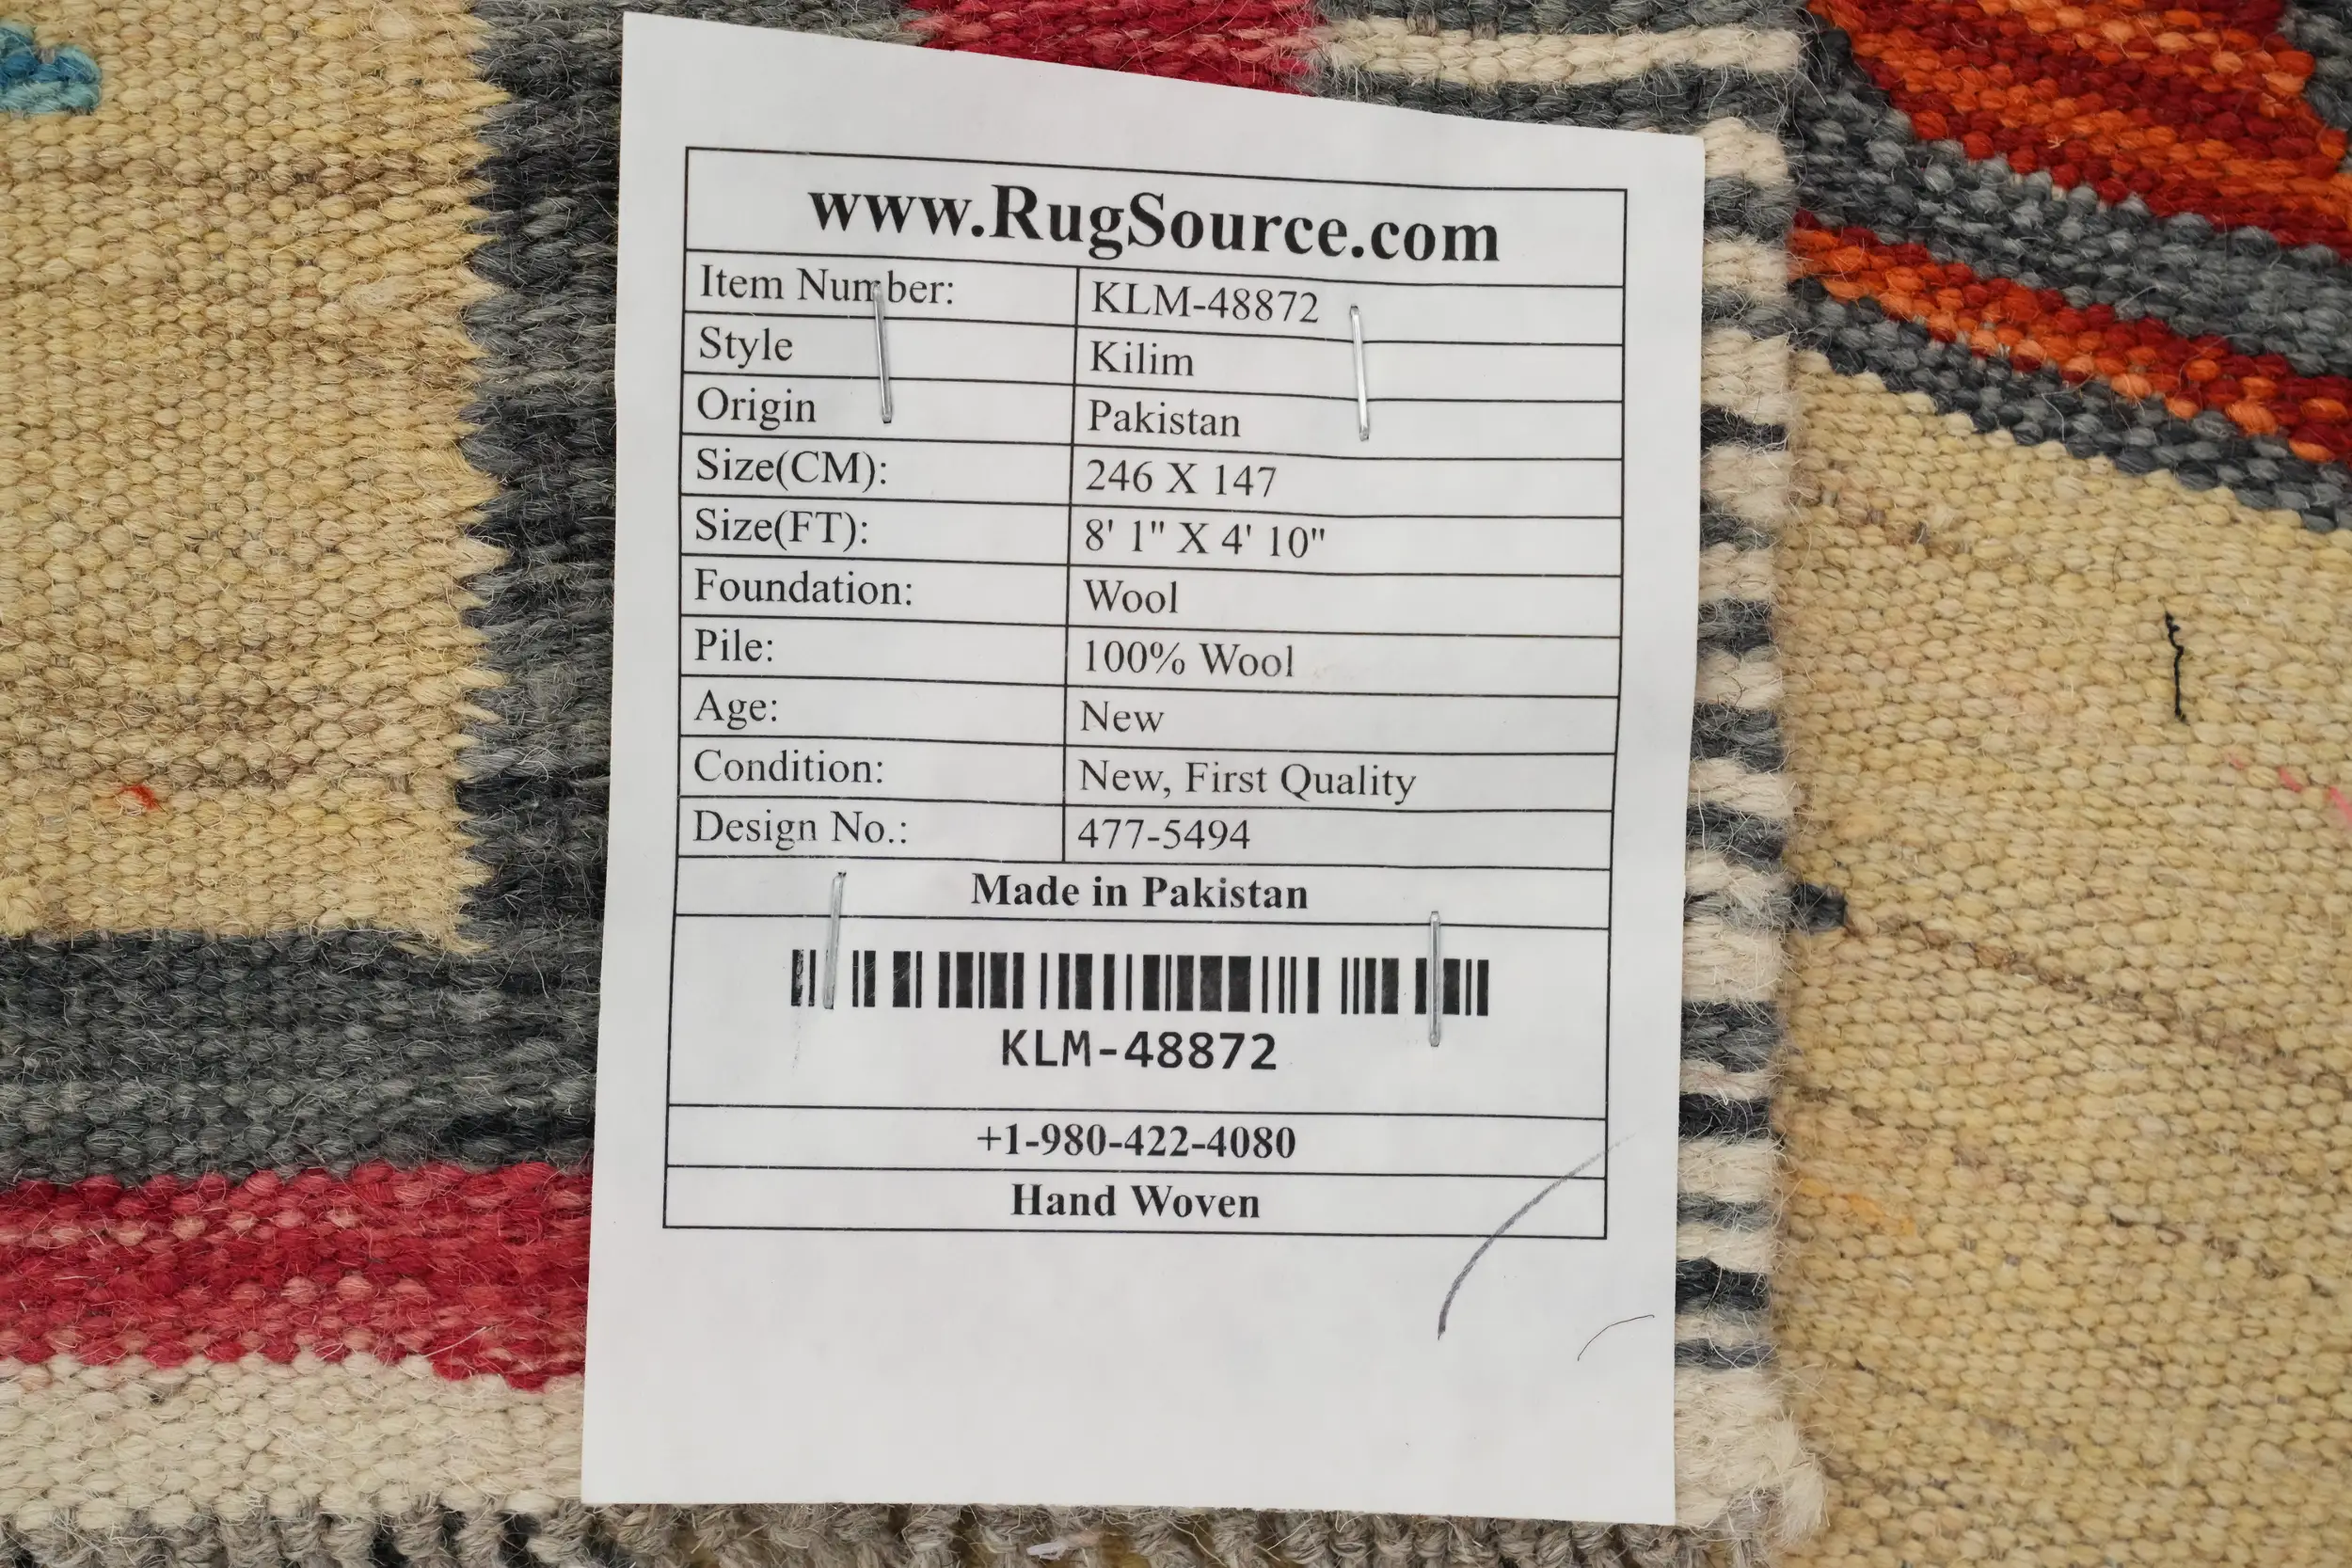 www.RugSource.com
Item Number: KLM-48872
Style Kilim
Origin Pakistan
Size(CM): 246 X 147
Size(FT): 8' 1" X 4' 10"
Foundation: Wool
Pile: 100% Wool
Age: New
Condition: New, First Quality
Design No.: 477-5494
Made in Pakistan
KLM-48872
+1-980-422-4080
Hand Woven